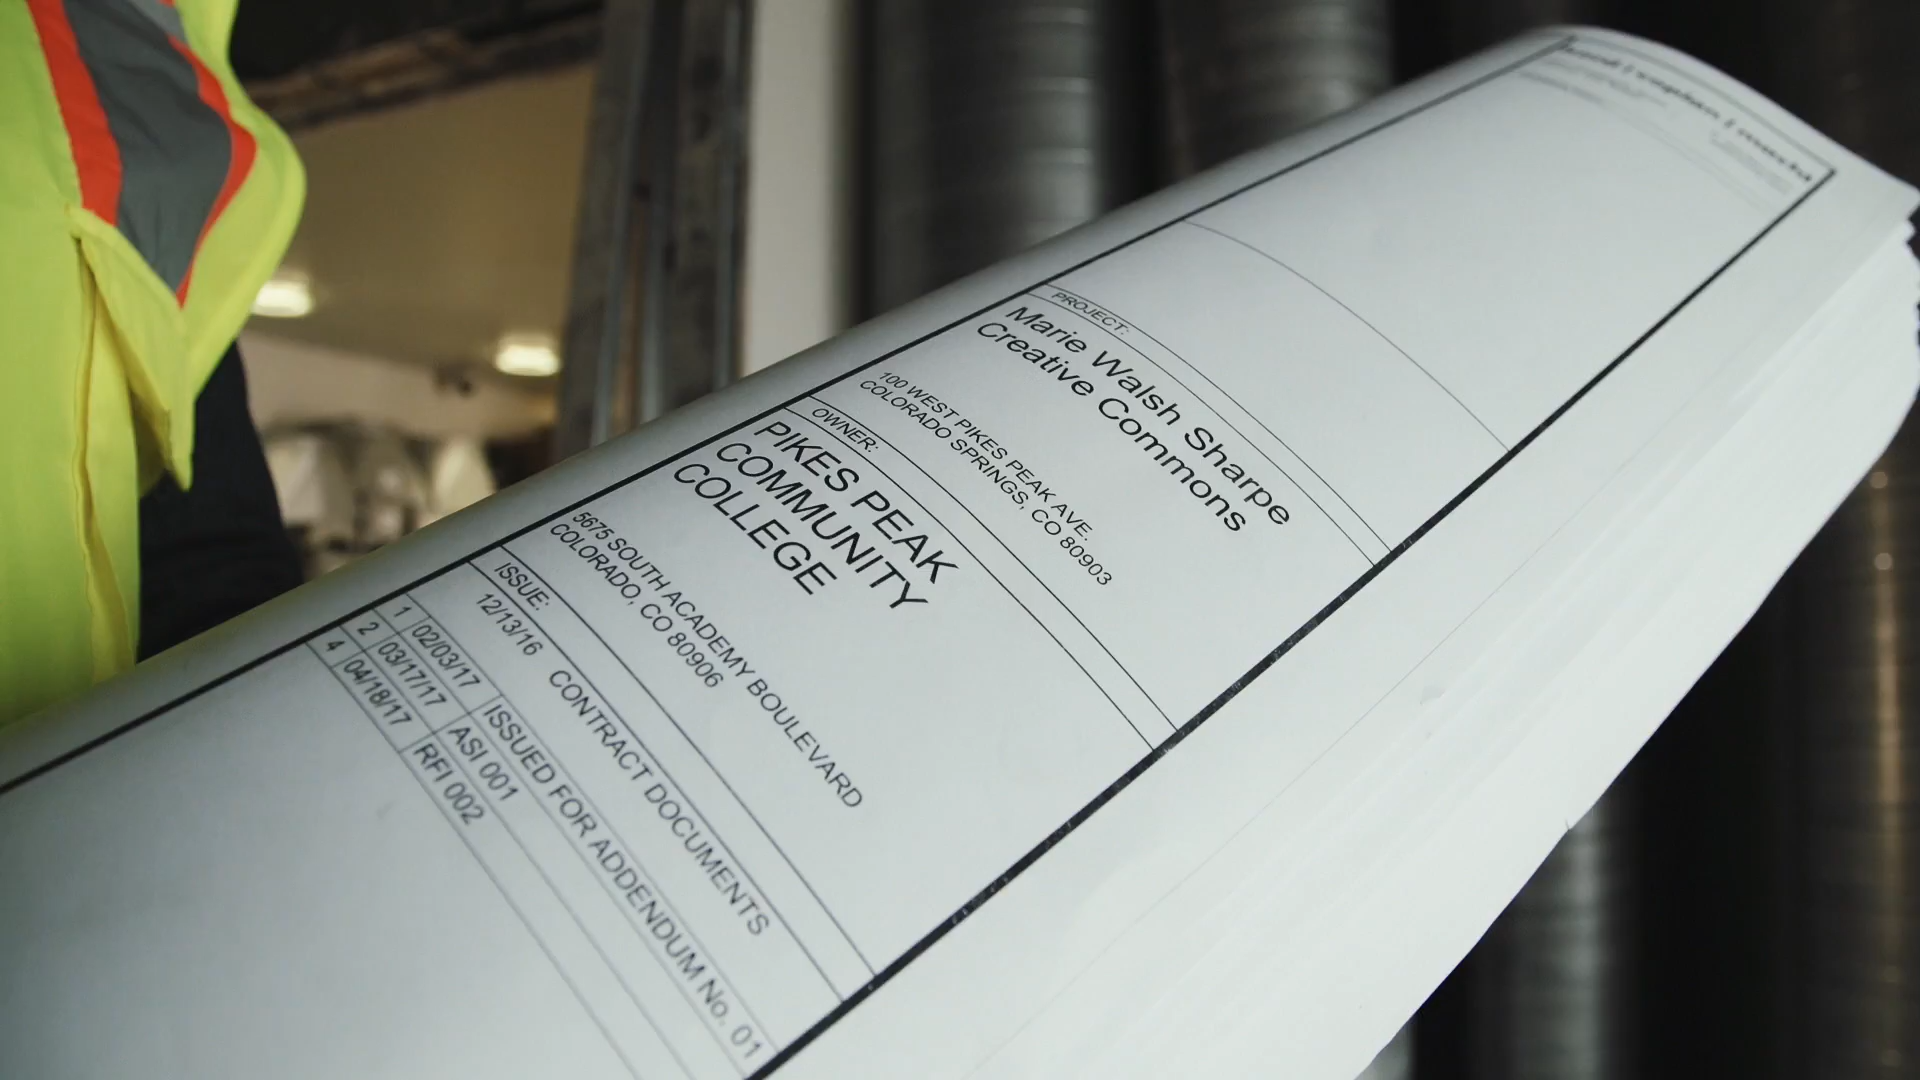 PROJECT:
Marie Walsh Sharpe
Creative Commons
100 WEST PIKES PEAK AVE.
COLORADO SPRINGS, CO 80903
OWNER:
PIKES PEAK
COMMUNITY
COLLEGE
5675 SOUTH ACADEMY BOULEVARD
COLORADO, CO 80906
ISSUE:
12/13/16 CONTRACT DOCUMENTS
1 02/03/17 ISSUED FOR ADDENDUM No. 01
2 03/17/17 ASI 001
4 04/18/17 RFI 002